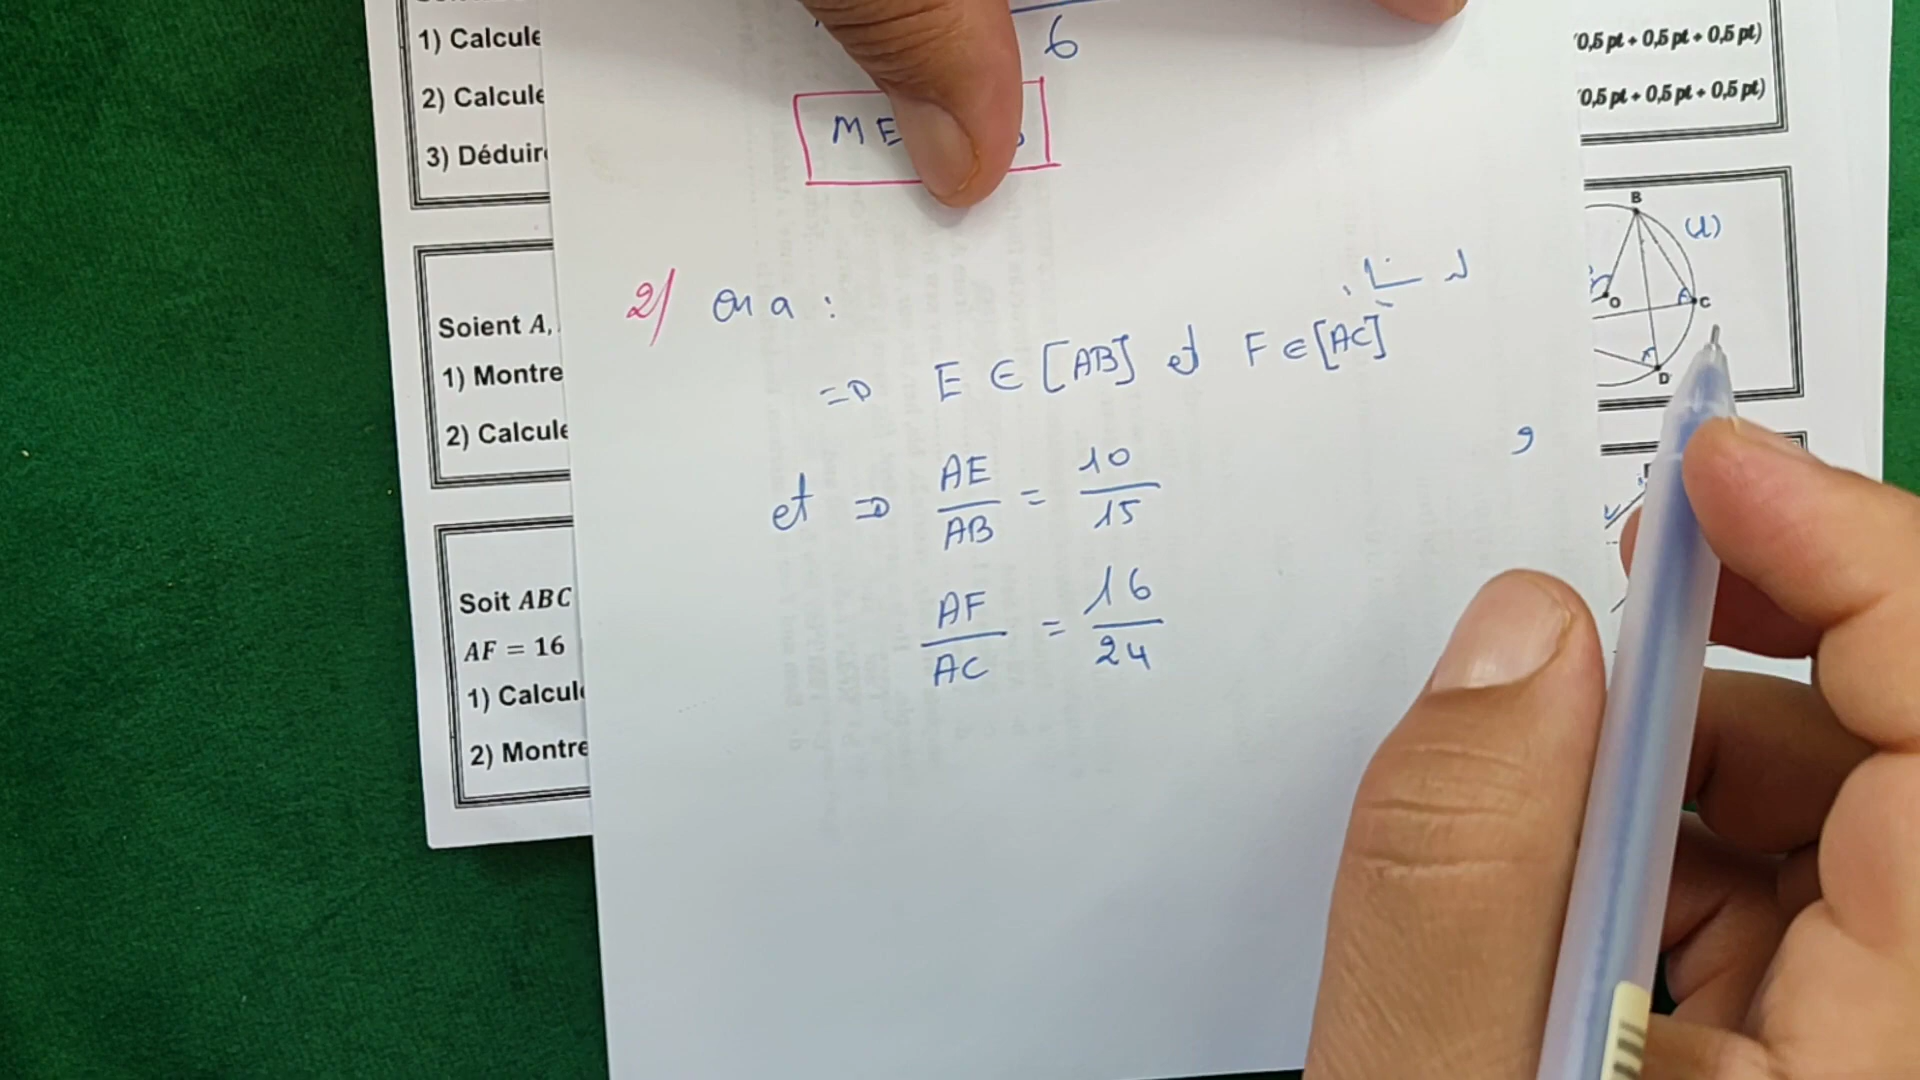 6
1) Calcule
2) Calcule
3) Déduir
0,5 pt + 0,5 pt + 0,5 pt)
0,5 pt + 0,5 pt + 0,5 pt)
ME
2) on a :
=> E ∈ [AB] et F ∈ [AC]
et => AE/AB = 10/15
AF/AC = 16/24
,
Soient A,
1) Montre
2) Calcule
B
(1)
O
C
D
Soit ABC
AF = 16
1) Calcul
2) Montre